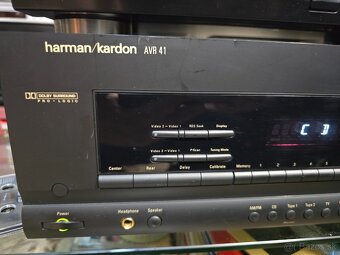 harman/kardon AVR 41
DOLBY SURROUND
PRO · LOGIC
C D
Video 2 - Video 1 RDS Seek Display
Video 3 - Video 1 P.Scan Tuning Mode
Center Rear Delay Calibrate Memory 1 2 3 4 5
Power Headphone Speaker AM/FM CD Tape 1 Tape 2 TV